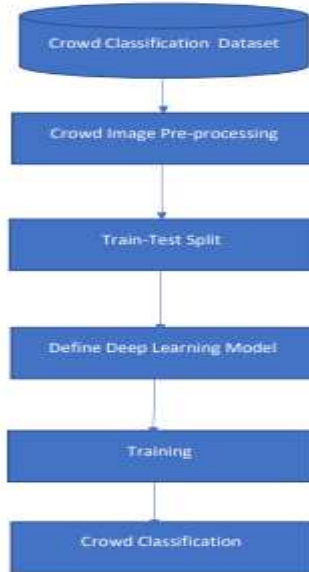 Crowd Classification  Dataset
Crowd Image Pre-processing
Train-Test Split
Define Deep Learning Model
Training
Crowd Classification